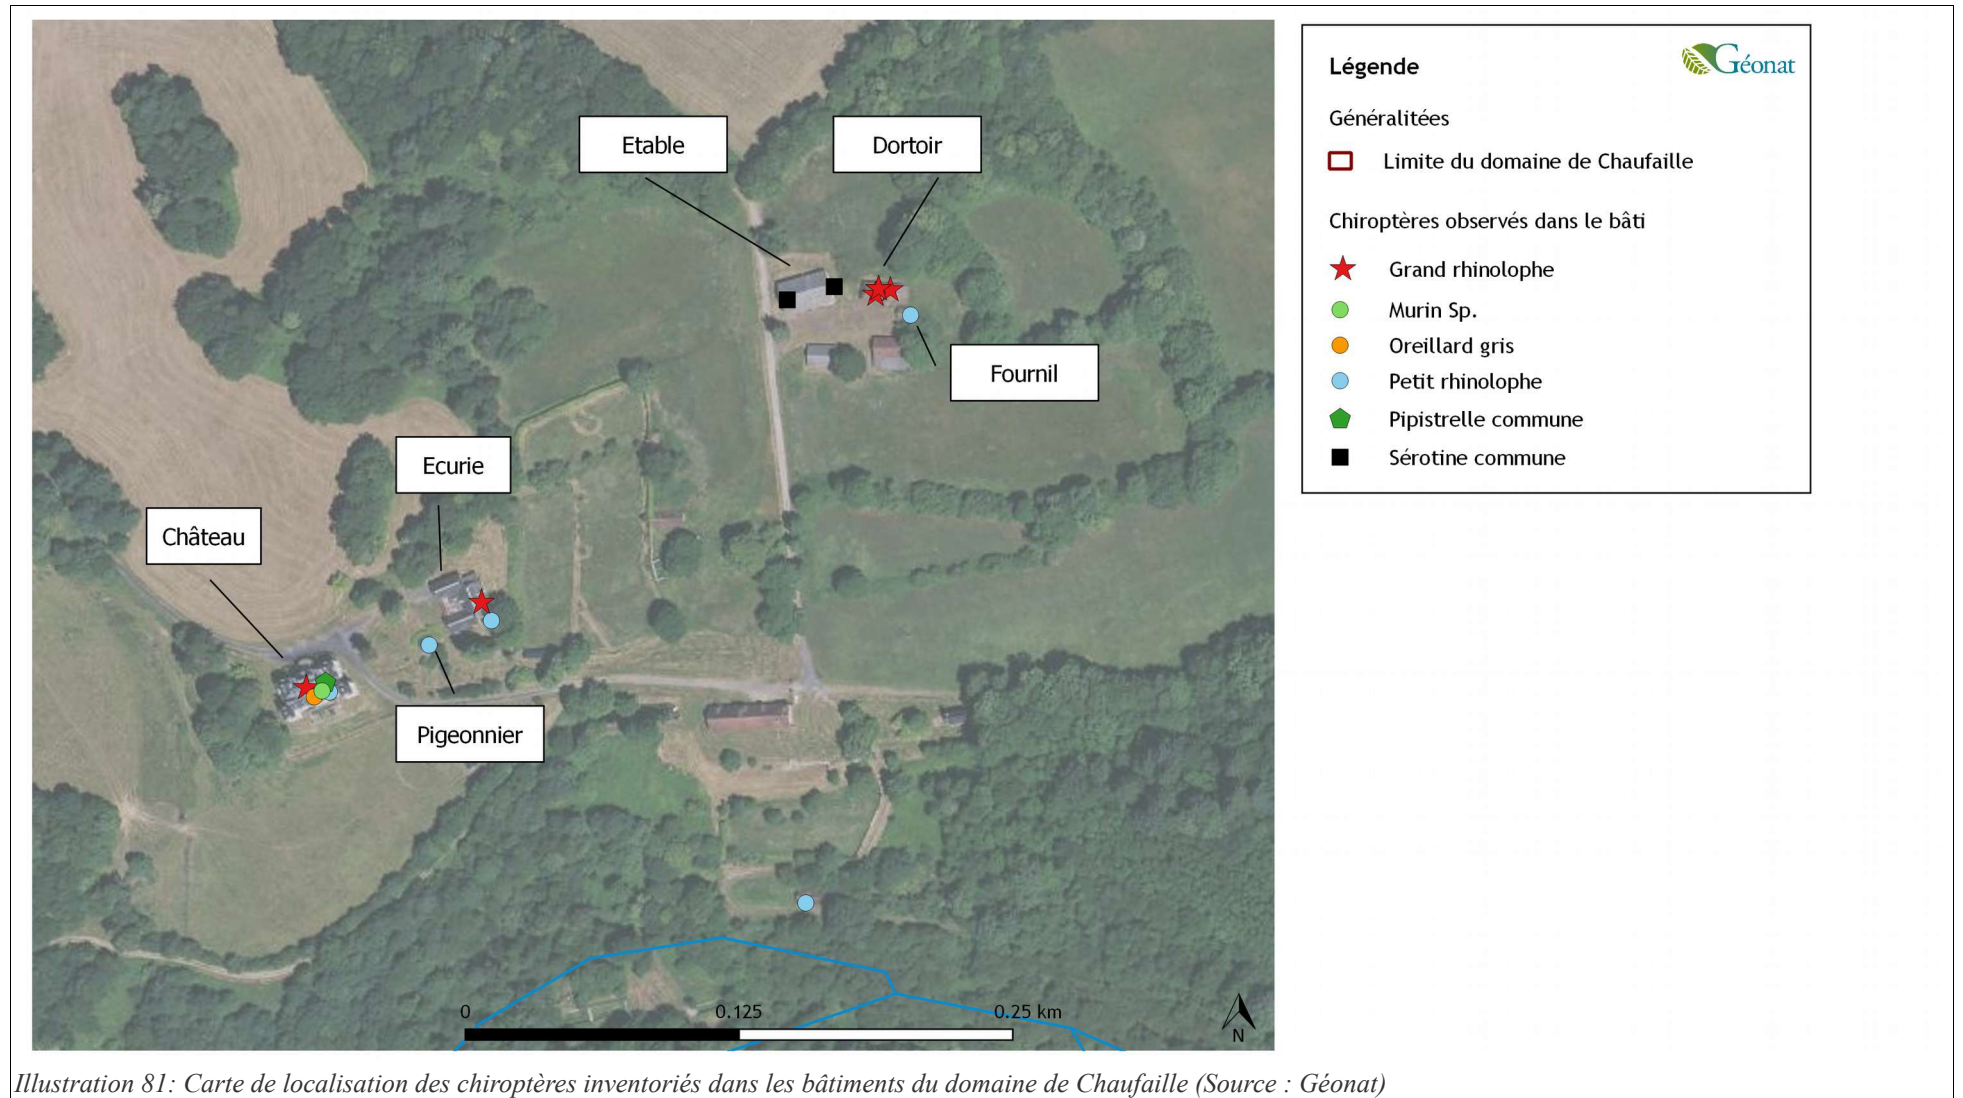 Etable
Dortoir
Fournil
Ecurie
Château
Pigeonnier
0 0.125 0.25 km
N
Légende
Géonat
Généralitées
Limite du domaine de Chaufaille
Chiroptères observés dans le bâti
Grand rhinolophe
Murin Sp.
Oreillard gris
Petit rhinolophe
Pipistrelle commune
Sérotine commune
Illustration 81: Carte de localisation des chiroptères inventoriés dans les bâtiments du domaine de Chaufaille (Source : Géonat)